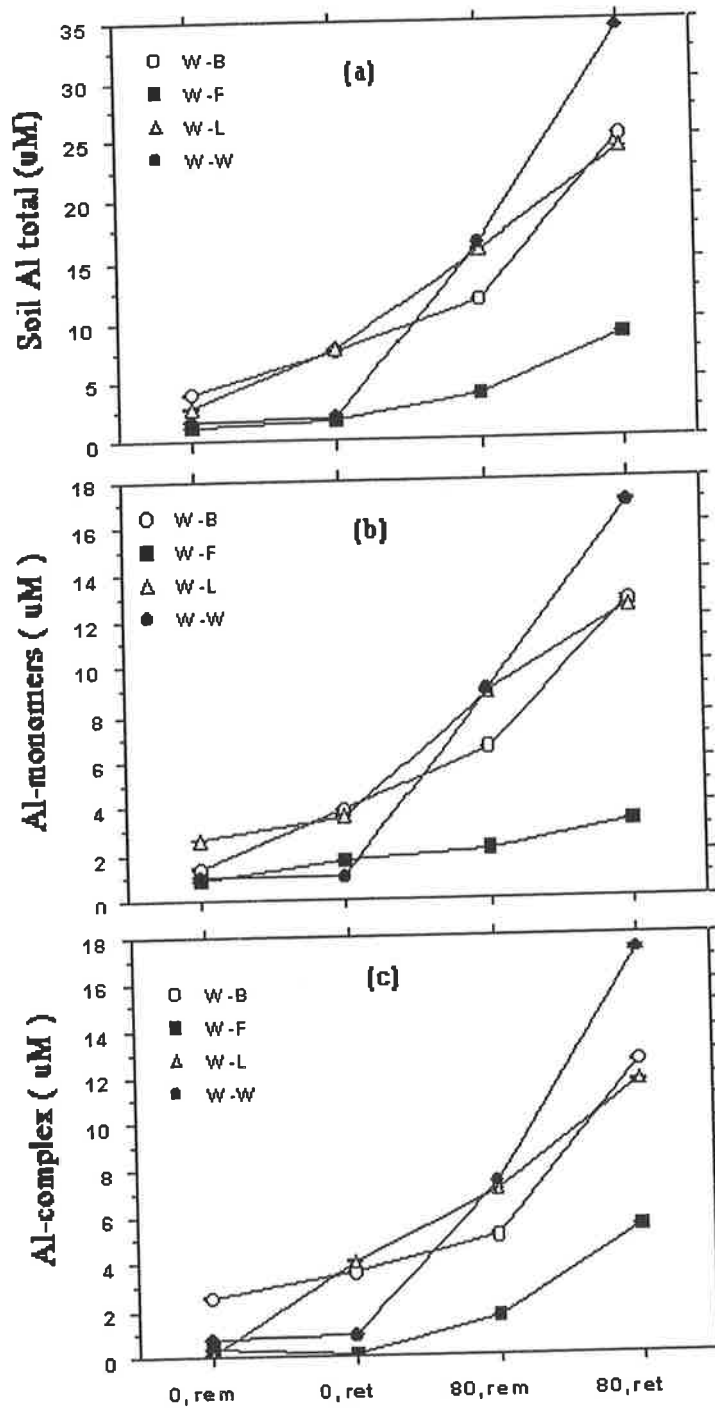 35
30
25
20
15
10
5
0
Soil Al total (uM)
(a)
W-B
W-F
W-L
W-W
18
16
14
12
10
8
6
4
2
0
Al-monomers ( uM )
(b)
W-B
W-F
W-L
W-W
18
16
14
12
10
8
6
4
2
0
Al-complex ( uM )
(c)
W-B
W-F
W-L
W-W
0,rem 0,ret 80,rem 80,ret